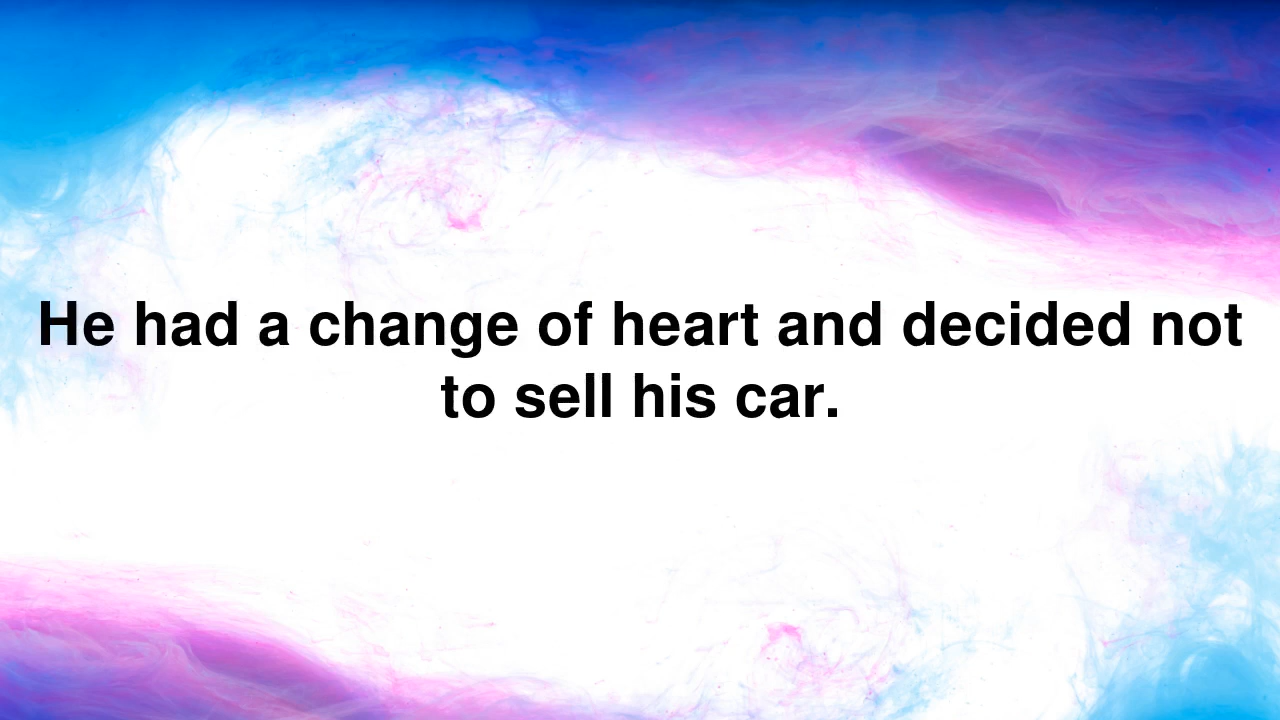 He had a change of heart and decided not
to sell his car.